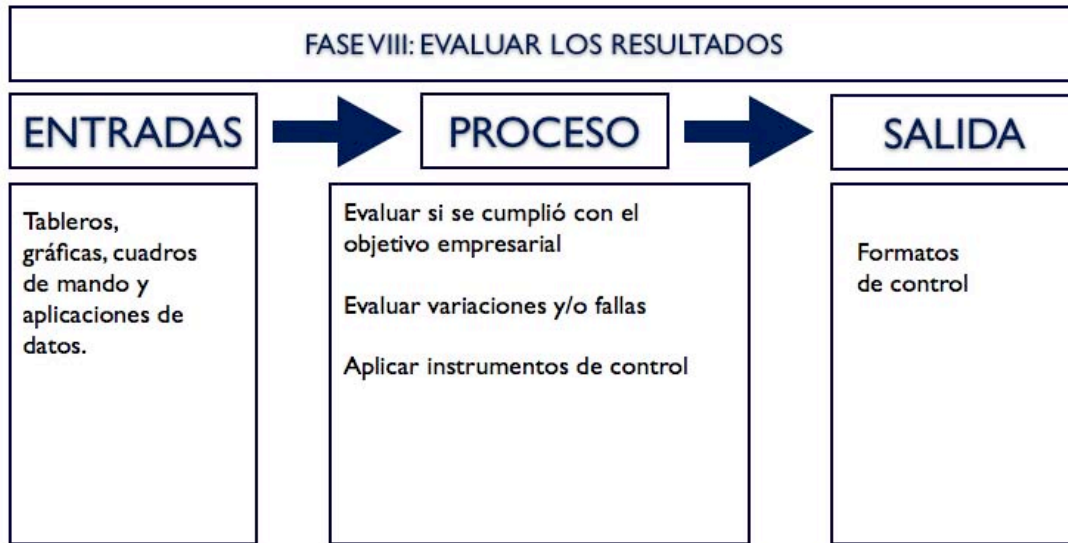 FASE VIII: EVALUAR LOS RESULTADOS
ENTRADAS
PROCESO
SALIDA
Tableros,
gráficas, cuadros
de mando y
aplicaciones de
datos.
Evaluar si se cumplió con el
objetivo empresarial
Evaluar variaciones y/o fallas
Aplicar instrumentos de control
Formatos
de control